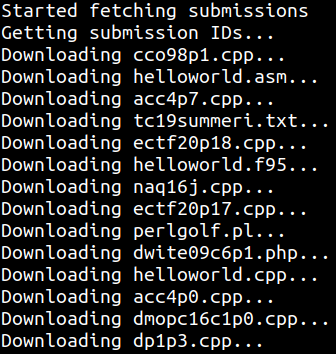 Started fetching submissions
Getting submission IDs...
Downloading cco98p1.cpp...
Downloading helloworld.asm...
Downloading acc4p7.cpp...
Downloading tc19summeri.txt...
Downloading ectf20p18.cpp...
Downloading helloworld.f95...
Downloading naq16j.cpp...
Downloading ectf20p17.cpp...
Downloading perlgolf.pl...
Downloading dwite09c6p1.php...
Downloading helloworld.cpp...
Downloading acc4p0.cpp...
Downloading dmopc16c1p0.cpp...
Downloading dp1p3.cpp...